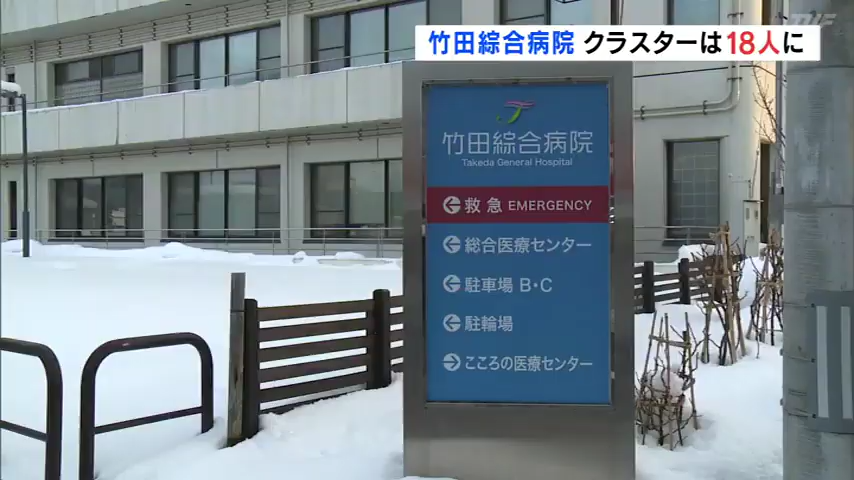 竹田綜合病院 クラスターは18人に
竹田綜合病院
Takeda General Hospital
救急 EMERGENCY
総合医療センター
駐車場 B・C
駐輪場
こころの医療センター